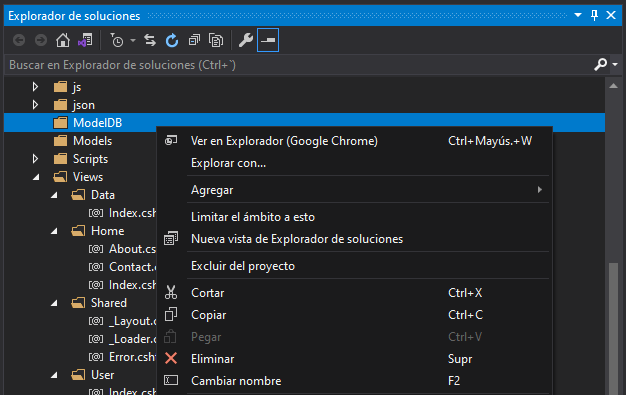 Explorador de soluciones
Buscar en Explorador de soluciones (Ctrl+´)
js
json
ModelDB
Models
Scripts
Views
Data
Index.csh
Home
About.cs
Contact.c
Index.csh
Shared
_Layout.c
_Loader.c
Error.csht
User
Index.csh
Ver en Explorador (Google Chrome) Ctrl+Mayús.+W
Explorar con...
Agregar
Limitar el ámbito a esto
Nueva vista de Explorador de soluciones
Excluir del proyecto
Cortar Ctrl+X
Copiar Ctrl+C
Pegar Ctrl+V
Eliminar Supr
Cambiar nombre F2